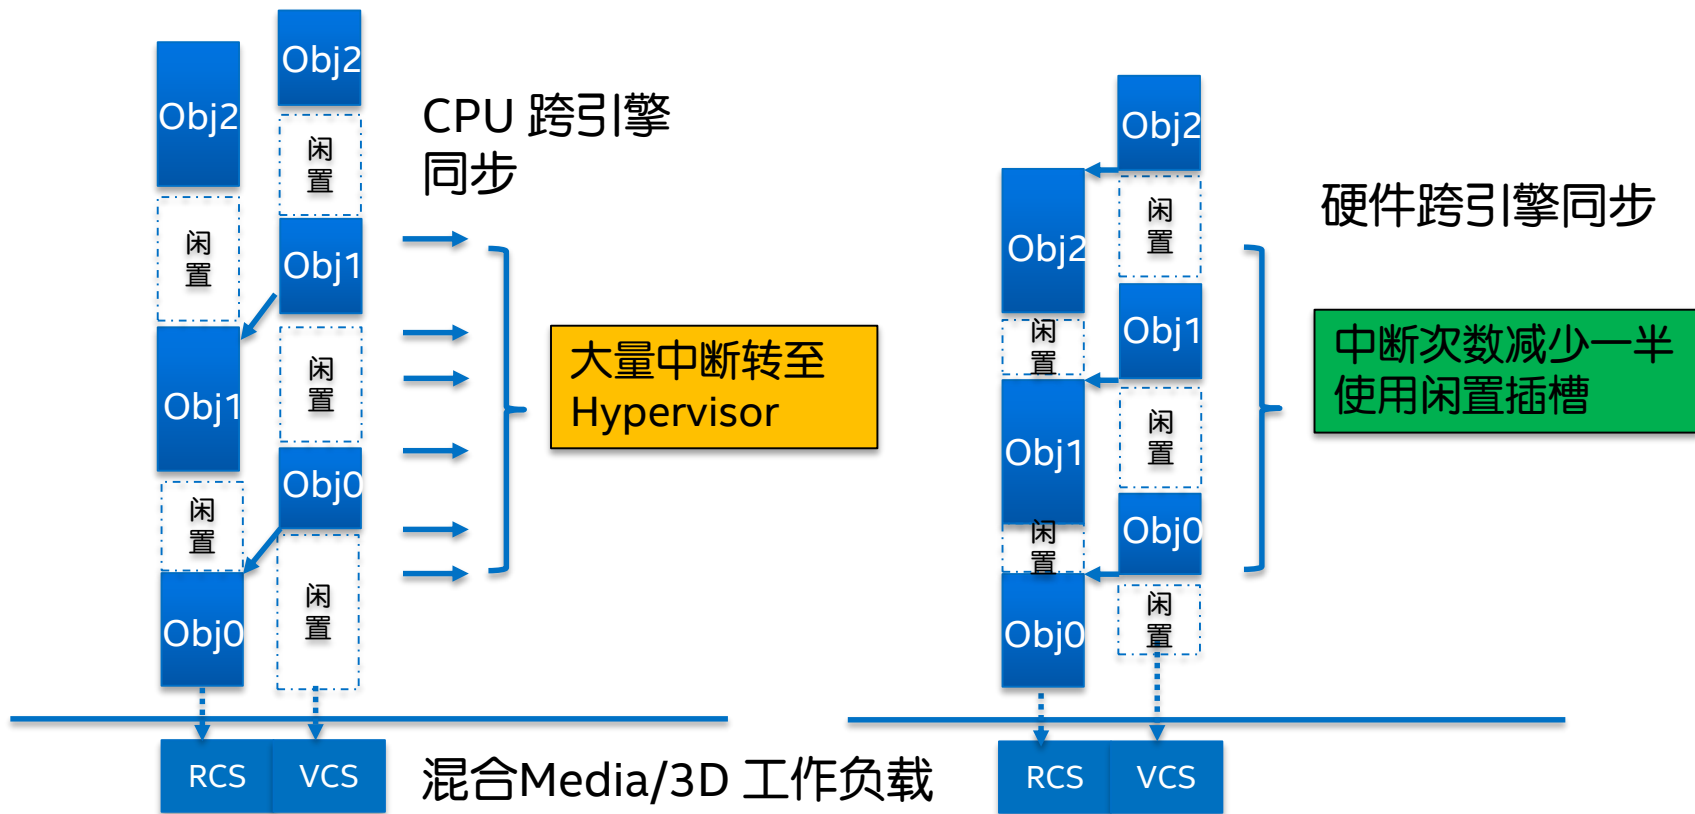 Obj2
Obj2
闲
置
闲
置
Obj1
Obj1
闲
置
Obj0
闲
置
Obj0
闲
置
CPU 跨引擎
同步
大量中断转至
Hypervisor
RCS
VCS
混合Media/3D 工作负载
Obj2
闲
置
Obj2
Obj1
闲
置
闲
置
Obj1
Obj0
闲
置
闲
置
Obj0
硬件跨引擎同步
中断次数减少一半
使用闲置插槽
RCS
VCS